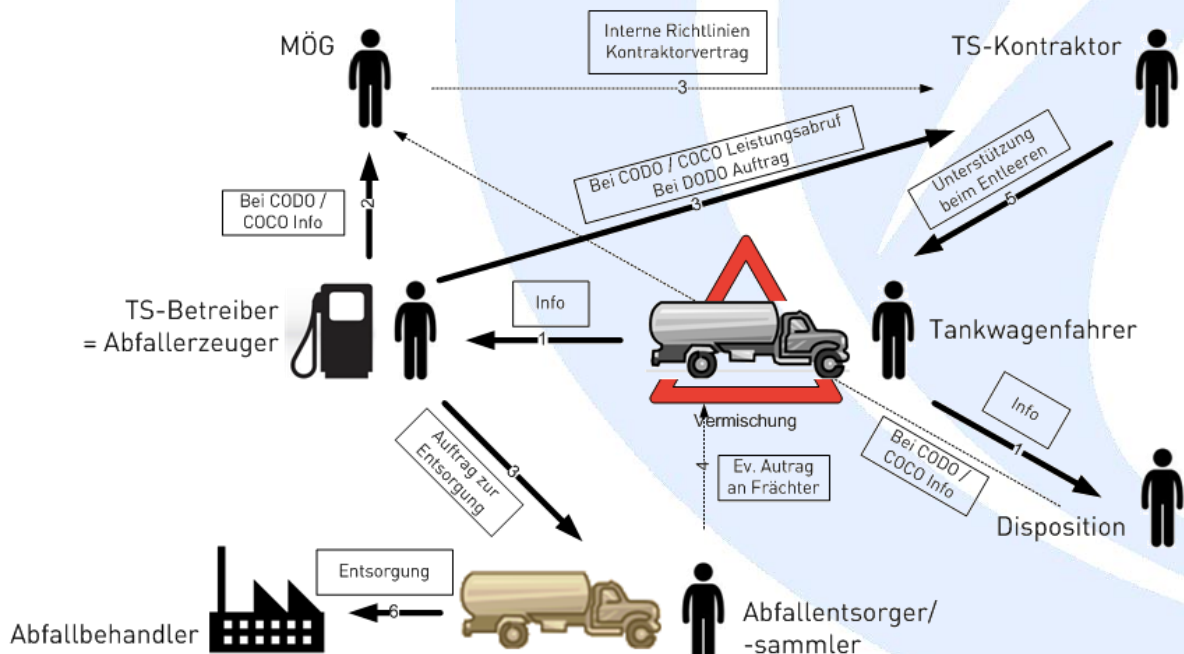 MÖG
Interne Richtlinien
Kontraktorvertrag
TS-Kontraktor
3
Bei CODO / COCO Leistungsabruf
Bei DODO Auftrag
3
Unterstützung
beim Entleeren
5
Bei CODO /
COCO Info
2
TS-Betreiber
= Abfallerzeuger
Info
1
Tankwagenfahrer
Vermischung
Info
1
Auftrag zur
Entsorgung
3
4
Ev. Autrag
an Frächter
Bei CODO /
COCO Info
Disposition
Entsorgung
6
Abfallbehandler
Abfallentsorger/
-sammler